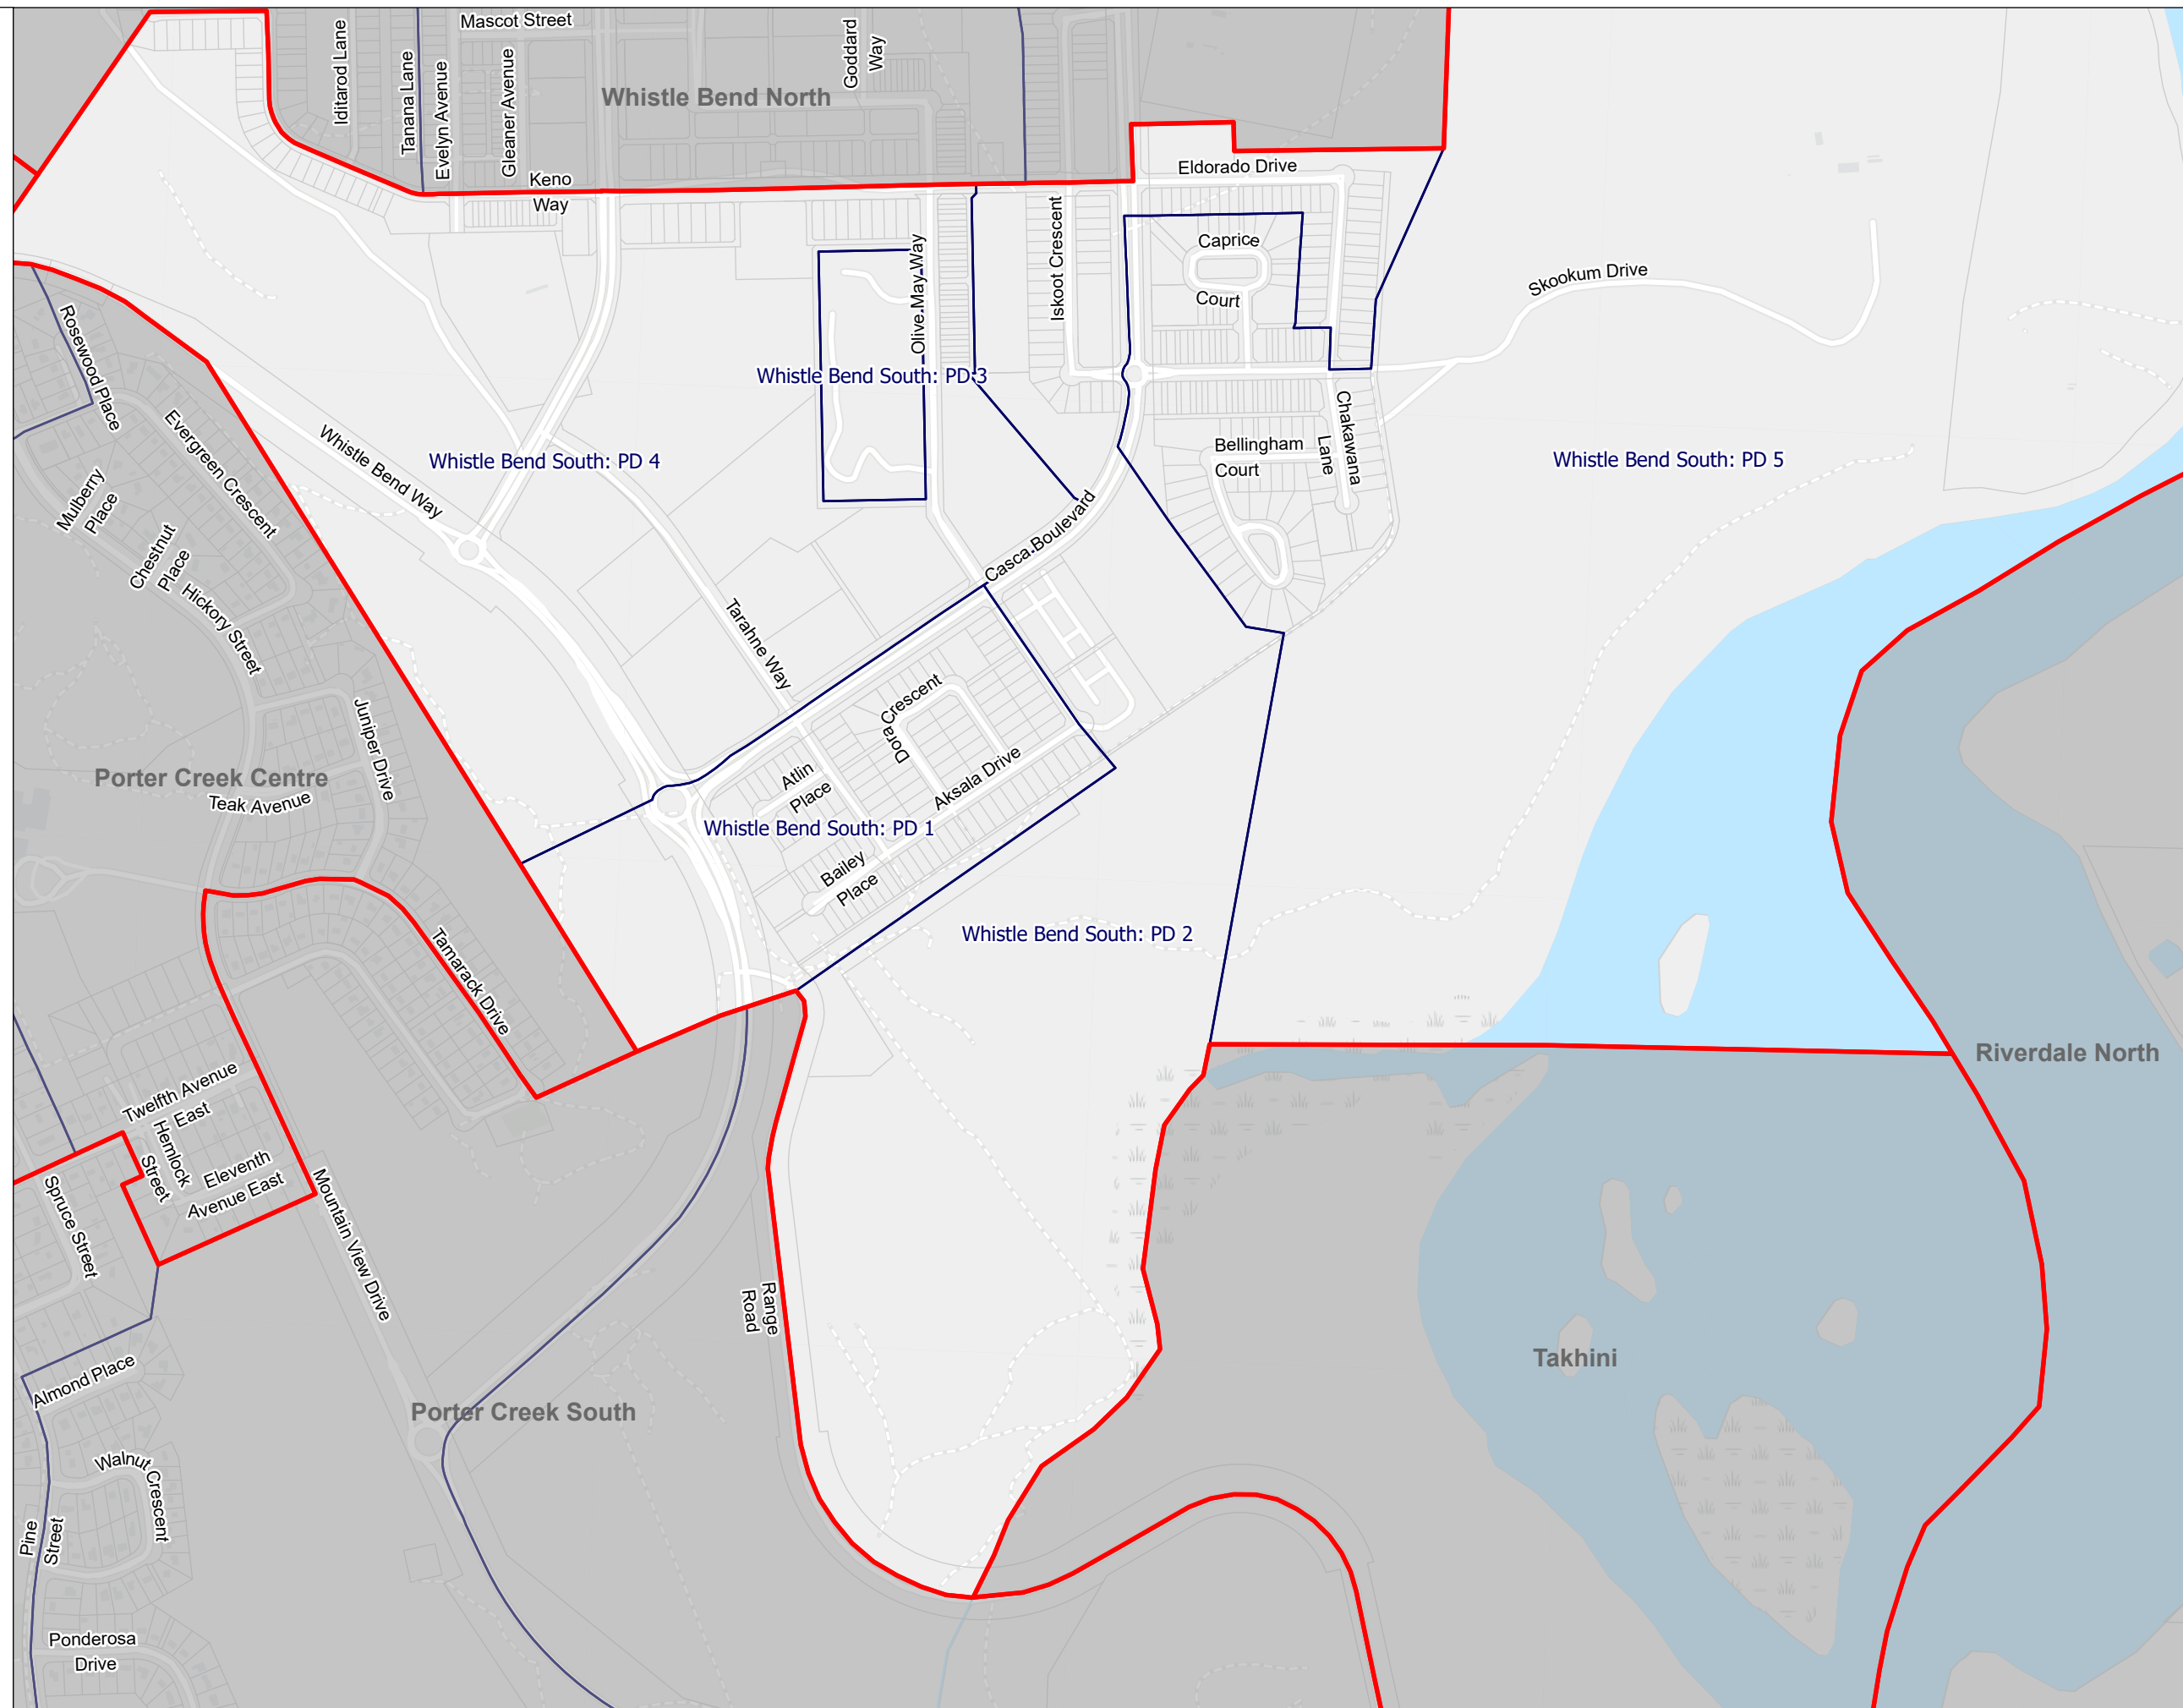 Mascot Street
Iditarod Lane
Tanana Lane
Evelyn Avenue
Gleaner Avenue
Goddard
Way
Whistle Bend North
Keno
Way
Eldorado Drive
Iskoot Crescent
Caprice
Court
Olive May Way
Skookum Drive
Rosewood Place
Whistle Bend South: PD 3
Evergreen Crescent
Whistle Bend Way
Whistle Bend South: PD 4
Chakawana
Lane
Bellingham
Court
Whistle Bend South: PD 5
Mulberry
Place
Chestnut
Place
Casca Boulevard
Hickory Street
Tarahne Way
Juniper Drive
Dora
Crescent
Porter Creek Centre
Teak Avenue
Atlin
Place
Aksala Drive
Whistle Bend South: PD 1
Bailey
Place
Whistle Bend South: PD 2
Tamarack Drive
Riverdale North
Twelfth Avenue
East
Hemlock
Street
Eleventh
Avenue East
Spruce Street
Mountain View Drive
Range
Road
Takhini
Almond Place
Porter Creek South
Walnut Crescent
Pine
Street
Ponderosa
Drive